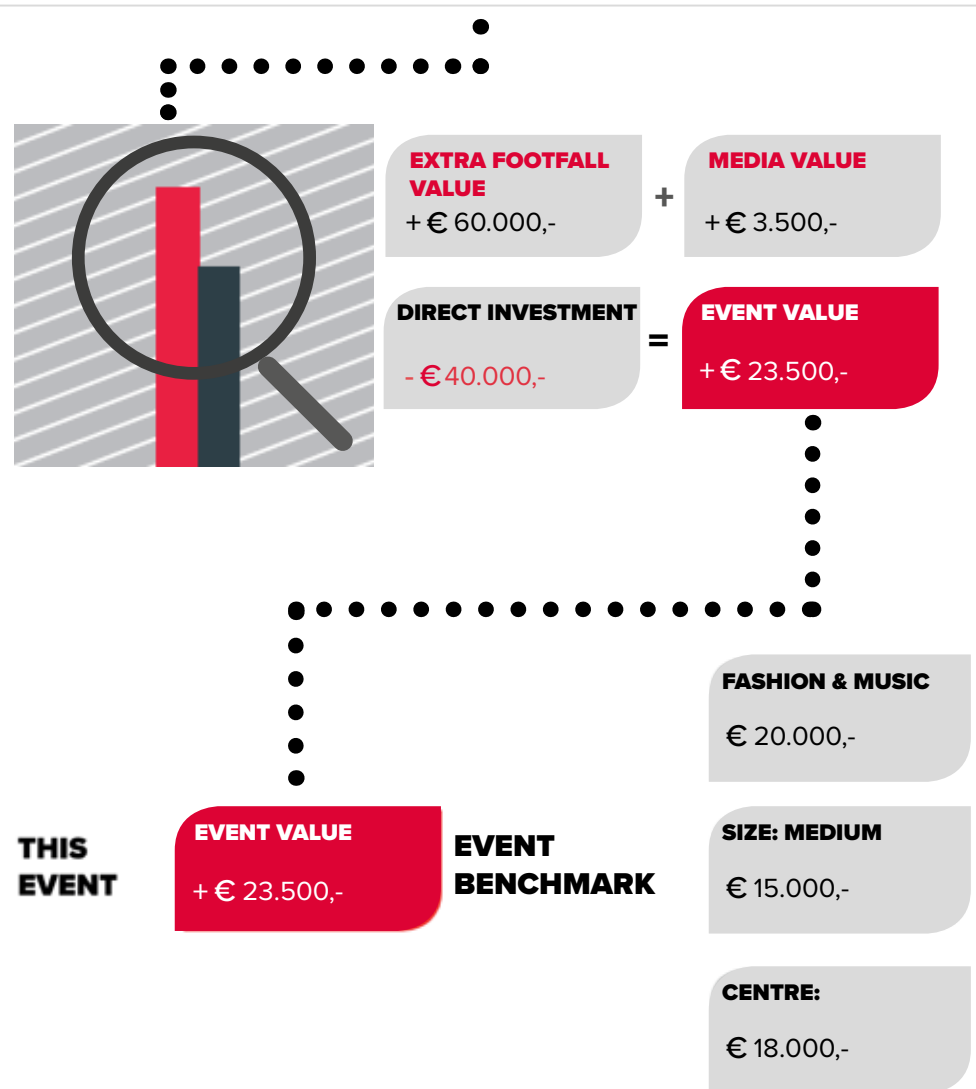 EXTRA FOOTFALL
VALUE
+ € 60.000,-
+
MEDIA VALUE
+ € 3.500,-
DIRECT INVESTMENT
- € 40.000,-
=
EVENT VALUE
+ € 23.500,-
FASHION & MUSIC
€ 20.000,-
THIS
EVENT
EVENT VALUE
+ € 23.500,-
EVENT
BENCHMARK
SIZE: MEDIUM
€ 15.000,-
CENTRE:
€ 18.000,-